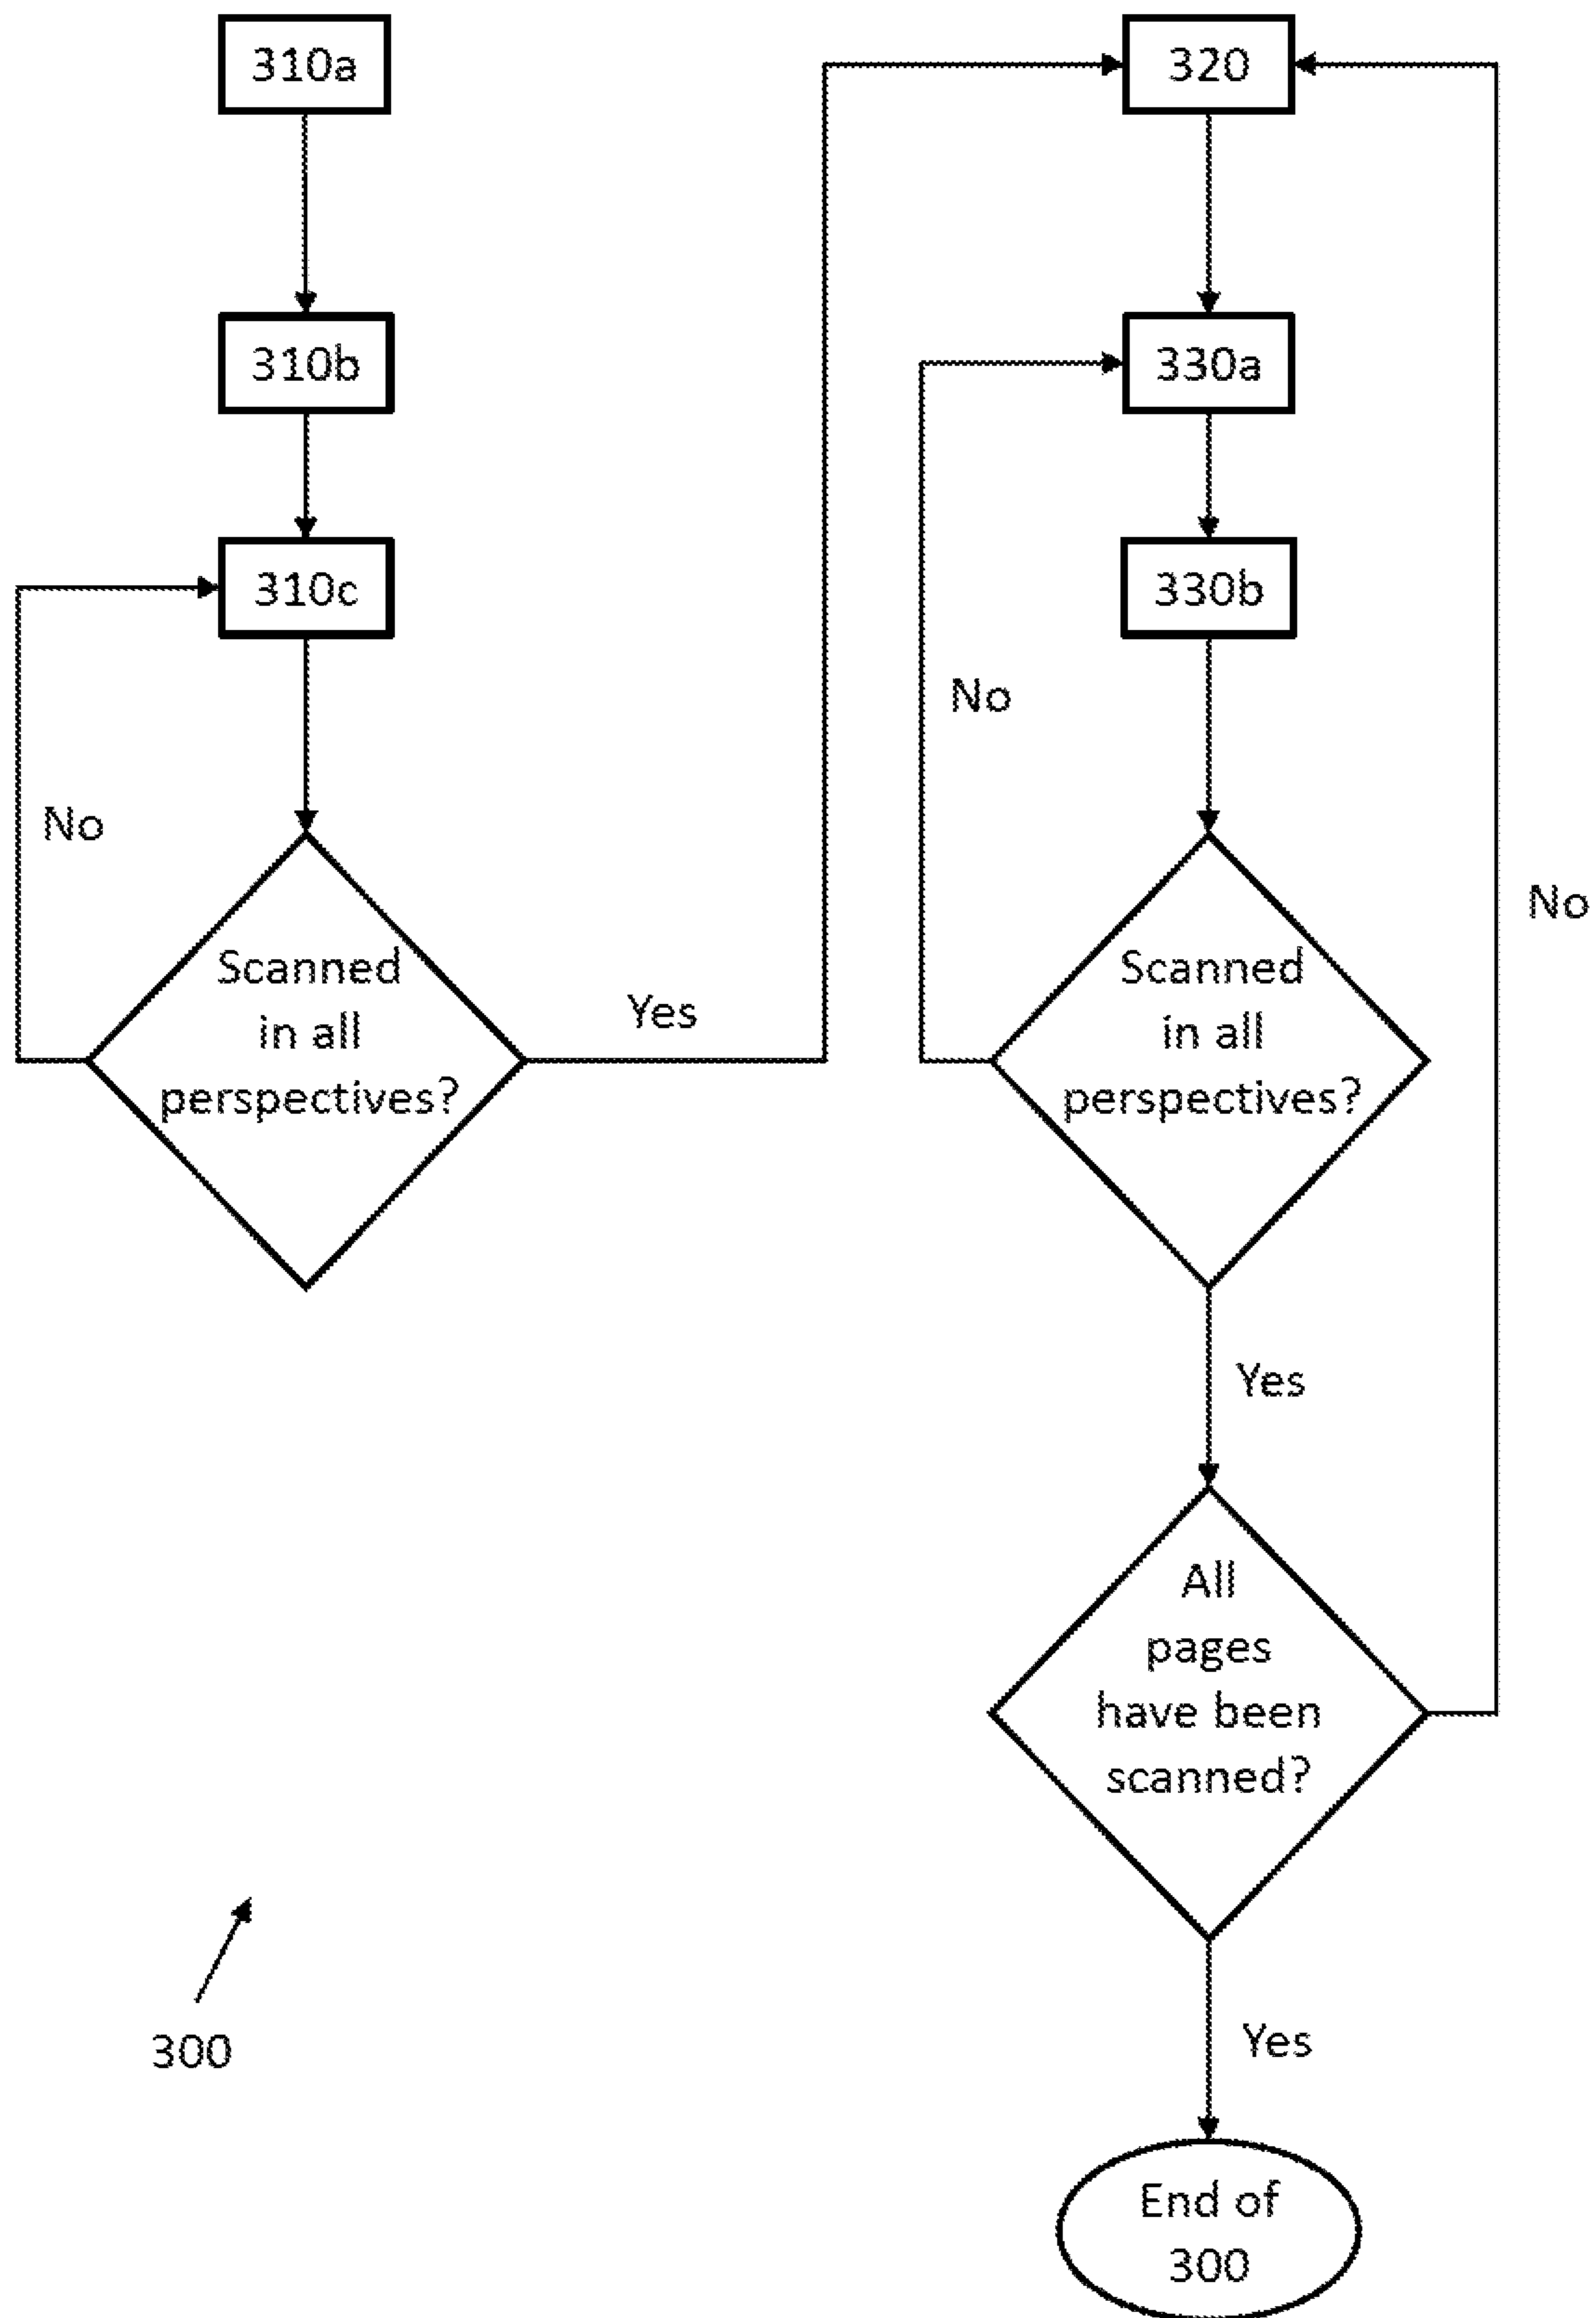 310a
310b
310c
No
Scanned
in all
perspectives?
Yes
320
330a
330b
No
Scanned
in all
perspectives?
Yes
No
All
pages
have been
scanned?
Yes
End of
300
300